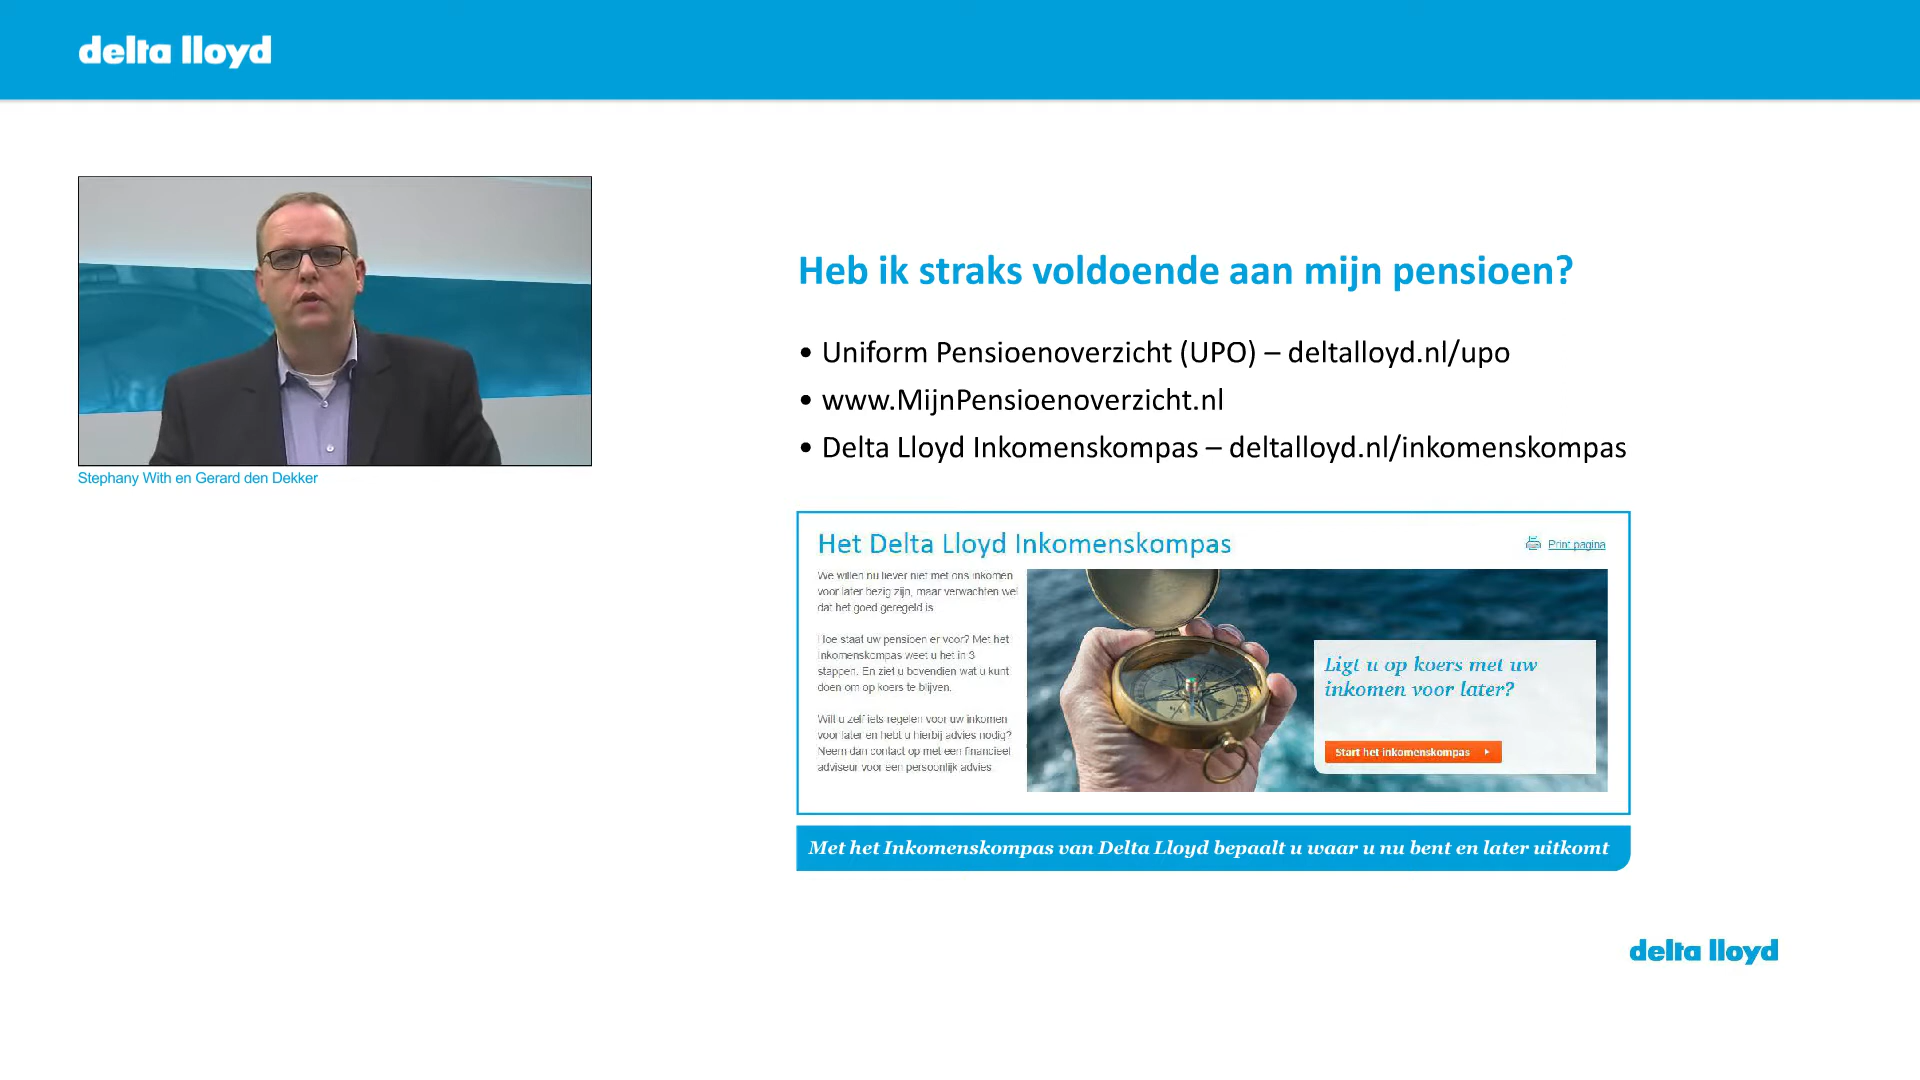 delta lloyd
Stephany With en Gerard den Dekker
Heb ik straks voldoende aan mijn pensioen?
• Uniform Pensioenoverzicht (UPO) – deltalloyd.nl/upo
• www.MijnPensioenoverzicht.nl
• Delta Lloyd Inkomenskompas – deltalloyd.nl/inkomenskompas
Het Delta Lloyd Inkomenskompas
Print pagina
We willen nu liever niet met ons inkomen
voor later bezig zijn, maar verwachten wel
dat het goed geregeld is
Hoe staat uw pensioen er voor? Met het
Inkomenskompas weet u het in 3
stappen. En ziet u bovendien wat u kunt
doen om op koers te blijven.
Wilt u zelf iets regelen voor uw inkomen
voor later en hebt u hierbij advies nodig?
Neem dan contact op met een financieel
adviseur voor een persoonlijk advies.
Ligt u op koers met uw
inkomen voor later?
Start het inkomenskompas
Met het Inkomenskompas van Delta Lloyd bepaalt u waar u nu bent en later uitkomt
delta lloyd